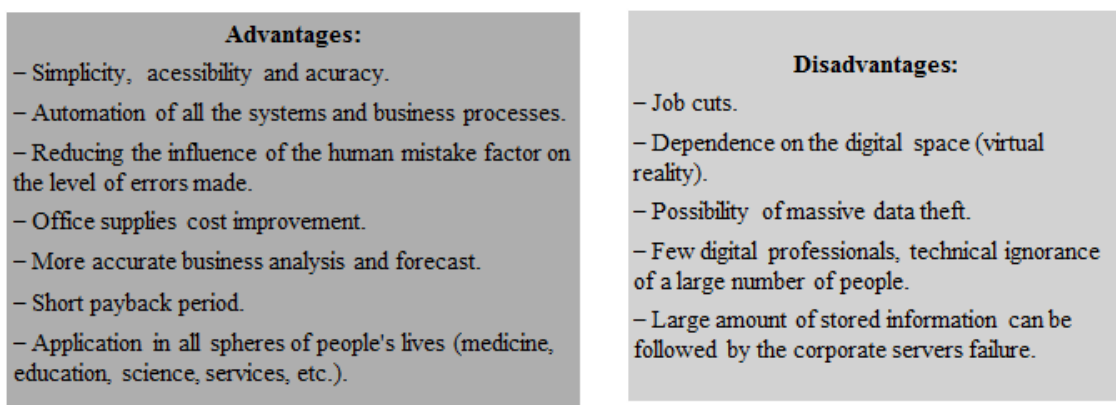 Advantages:
– Simplicity, acessibility and acuracy.
– Automation of all the systems and business processes.
– Reducing the influence of the human mistake factor on
the level of errors made.
– Office supplies cost improvement.
– More accurate business analysis and forecast.
– Short payback period.
– Application in all spheres of people's lives (medicine,
education, science, services, etc.).
Disadvantages:
– Job cuts.
– Dependence on the digital space (virtual
reality).
– Possibility of massive data theft.
– Few digital professionals, technical ignorance
of a large number of people.
– Large amount of stored information can be
followed by the corporate servers failure.